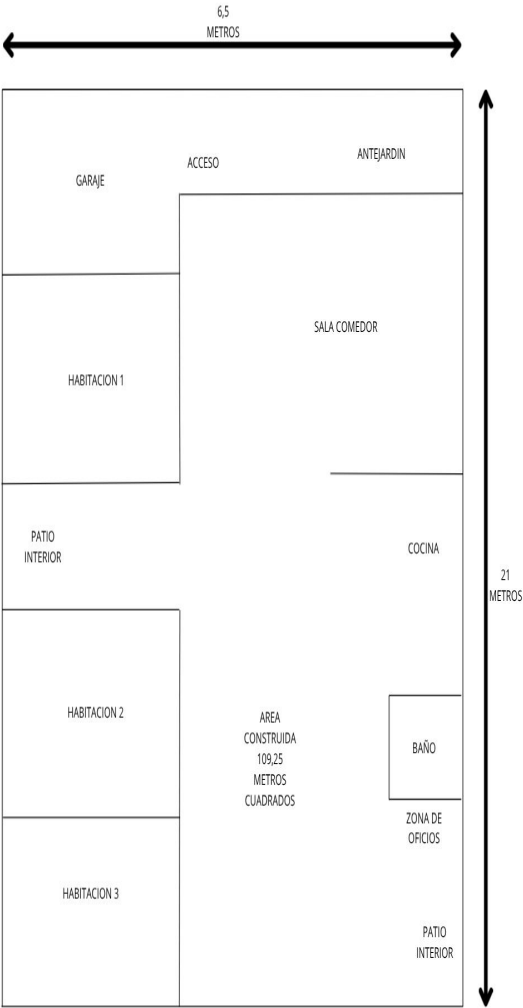 6,5
METROS
ACCESO
ANTEJARDIN
GARAJE
SALA COMEDOR
HABITACION 1
PATIO
INTERIOR
COCINA
21
METROS
HABITACION 2
AREA
CONSTRUIDA
109,25
METROS
CUADRADOS
BAÑO
ZONA DE
OFICIOS
HABITACION 3
PATIO
INTERIOR